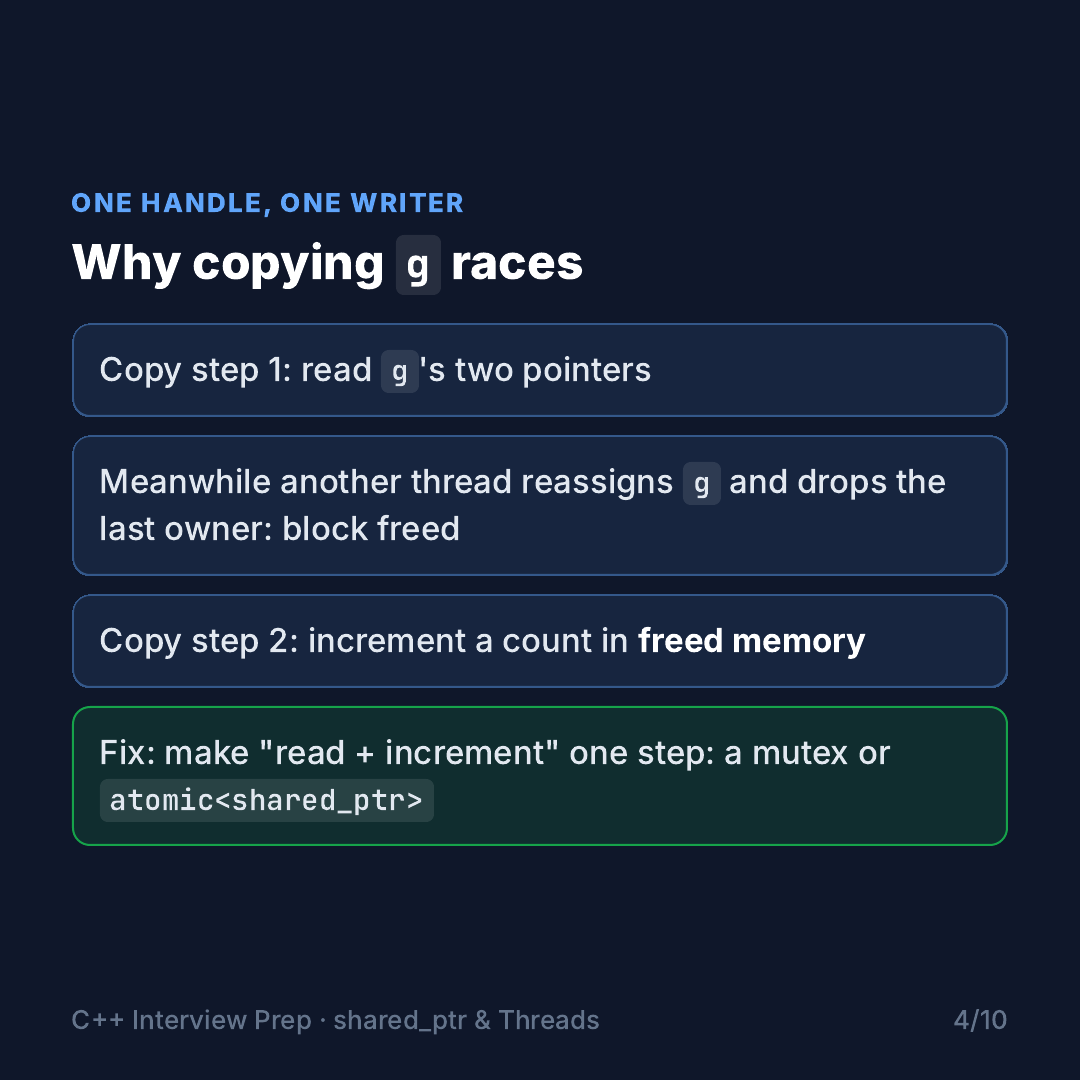 ONE HANDLE, ONE WRITER
Why copying g races
Copy step 1: read g's two pointers
Meanwhile another thread reassigns g and drops the
last owner: block freed
Copy step 2: increment a count in freed memory
Fix: make "read + increment" one step: a mutex or
atomic<shared_ptr>
C++ Interview Prep · shared_ptr & Threads
4/10